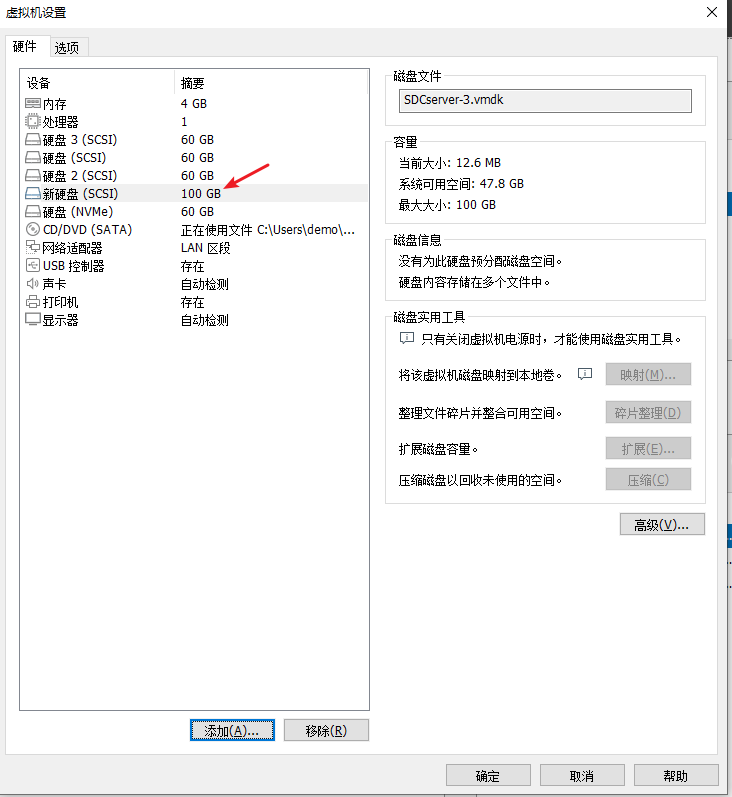 虚拟机设置
硬件 选项
设备 摘要
内存 4 GB
处理器 1
硬盘 3 (SCSI) 60 GB
硬盘 (SCSI) 60 GB
硬盘 2 (SCSI) 60 GB
新硬盘 (SCSI) 100 GB
硬盘 (NVMe) 60 GB
CD/DVD (SATA) 正在使用文件 C:\Users\demo\...
网络适配器 LAN 区段
USB 控制器 存在
声卡 自动检测
打印机 存在
显示器 自动检测
添加(A)... 移除(R)
磁盘文件
SDCserver-3.vmdk
容量
当前大小: 12.6 MB
系统可用空间: 47.8 GB
最大大小: 100 GB
磁盘信息
没有为此硬盘预分配磁盘空间。
硬盘内容存储在多个文件中。
磁盘实用工具
只有关闭虚拟机电源时，才能使用磁盘实用工具。
将该虚拟机磁盘映射到本地卷。 映射(M)...
整理文件碎片并整合可用空间。 碎片整理(D)
扩展磁盘容量。 扩展(E)...
压缩磁盘以回收未使用的空间。 压缩(C)
高级(V)...
确定 取消 帮助